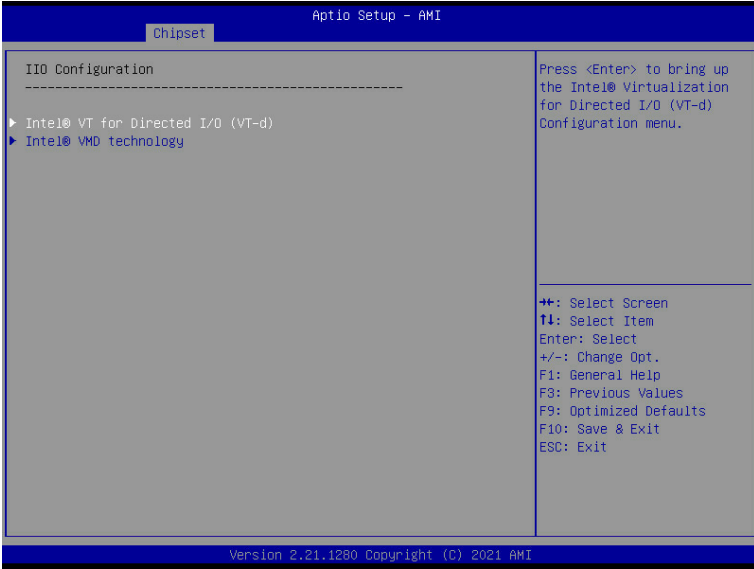 Aptio Setup – AMI
Chipset
IIO Configuration
--------------------------------------------------
Intel® VT for Directed I/O (VT-d)
Intel® VMD technology
Press <Enter> to bring up
the Intel® Virtualization
for Directed I/O (VT-d)
Configuration menu.
→←: Select Screen
↑↓: Select Item
Enter: Select
+/-: Change Opt.
F1: General Help
F3: Previous Values
F9: Optimized Defaults
F10: Save & Exit
ESC: Exit
Version 2.21.1280 Copyright (C) 2021 AMI